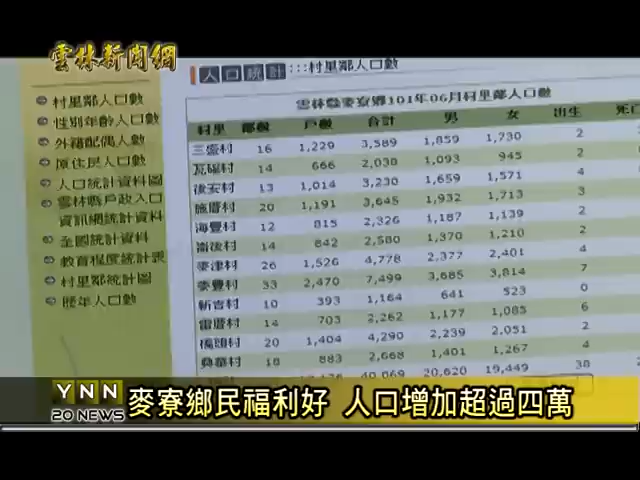 雲林新聞網
人口統計:::村里鄰人口數
雲林縣麥寮鄉101年06月村里鄰人口數
村里 鄰數 戶數 合計 男 女 出生 死亡
三盛村 16 1,229 3,589 1,859 1,730 2
瓦磘村 14 666 2,038 1,093 945 2
後安村 13 1,014 3,230 1,659 1,571 4
施厝村 20 1,191 3,645 1,932 1,713 3
海豐村 12 815 2,326 1,187 1,139 2
崙後村 14 842 2,580 1,370 1,210 2
麥津村 26 1,526 4,778 2,377 2,401 4
麥豐村 33 2,470 7,499 3,685 3,814 7
新吉村 10 393 1,164 641 523 0
雷厝村 14 703 2,262 1,177 1,085 6
橋頭村 20 1,404 4,290 2,239 2,051 2
興華村 18 883 2,668 1,401 1,267 4
40,069 20,620 19,449 38
村里鄰人口數
性別年齡人口數
外籍配偶人數
原住民人口數
人口統計資料圖
雲林縣戶政入口
資訊網統計資料
全國統計資料
教育程度統計表
村里鄰統計圖
歷年人口數
YNN
20 NEWS
麥寮鄉民福利好 人口增加超過四萬